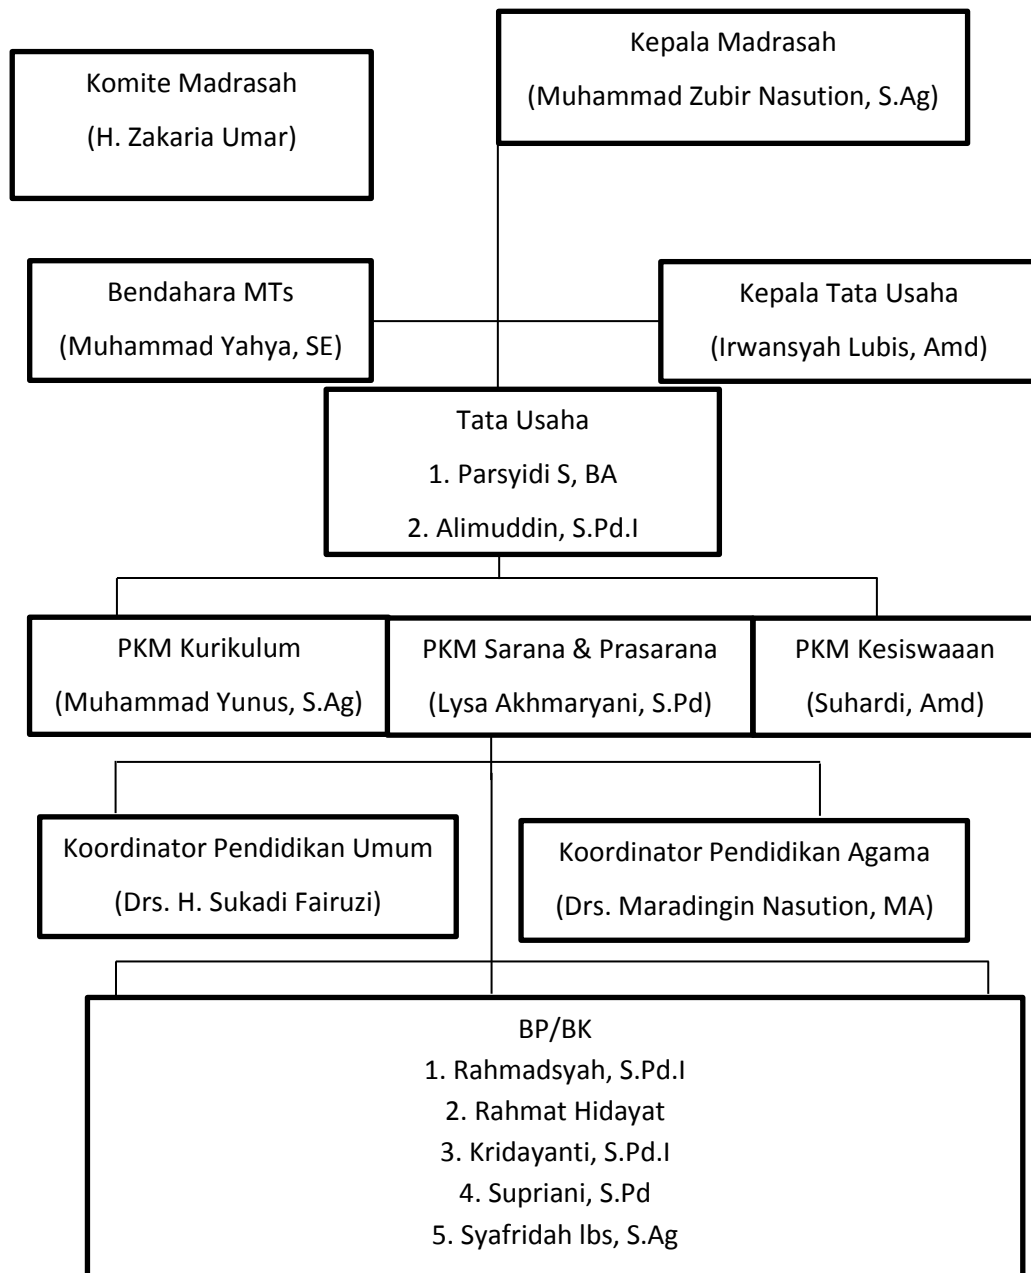 Komite Madrasah
(H. Zakaria Umar)
Kepala Madrasah
(Muhammad Zubir Nasution, S.Ag)
Bendahara MTs
(Muhammad Yahya, SE)
Kepala Tata Usaha
(Irwansyah Lubis, Amd)
Tata Usaha
1. Parsyidi S, BA
2. Alimuddin, S.Pd.I
PKM Kurikulum
(Muhammad Yunus, S.Ag)
PKM Sarana & Prasarana
(Lysa Akhmaryani, S.Pd)
PKM Kesiswaaan
(Suhardi, Amd)
Koordinator Pendidikan Umum
(Drs. H. Sukadi Fairuzi)
Koordinator Pendidikan Agama
(Drs. Maradingin Nasution, MA)
BP/BK
1. Rahmadsyah, S.Pd.I
2. Rahmat Hidayat
3. Kridayanti, S.Pd.I
4. Supriani, S.Pd
5. Syafridah lbs, S.Ag